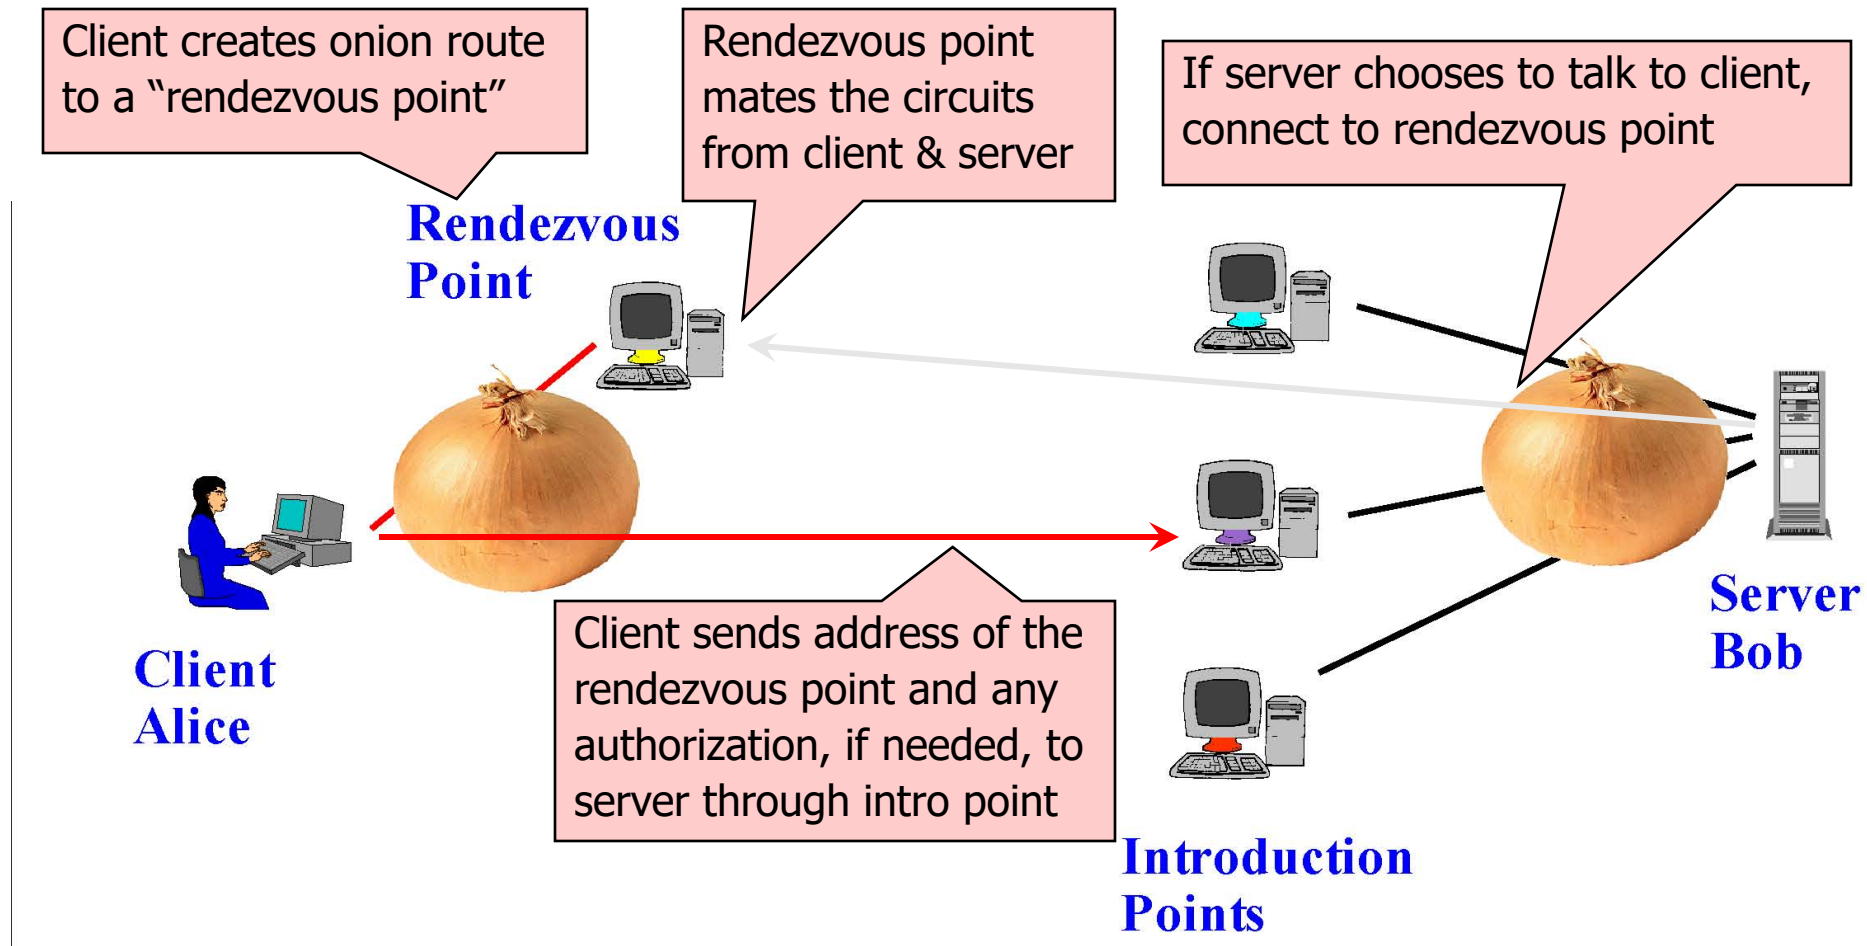 Client creates onion route
to a “rendezvous point”
Rendezvous point
mates the circuits
from client & server
If server chooses to talk to client,
connect to rendezvous point
Rendezvous
Point
Client sends address of the
rendezvous point and any
authorization, if needed, to
server through intro point
Client
Alice
Server
Bob
Introduction
Points